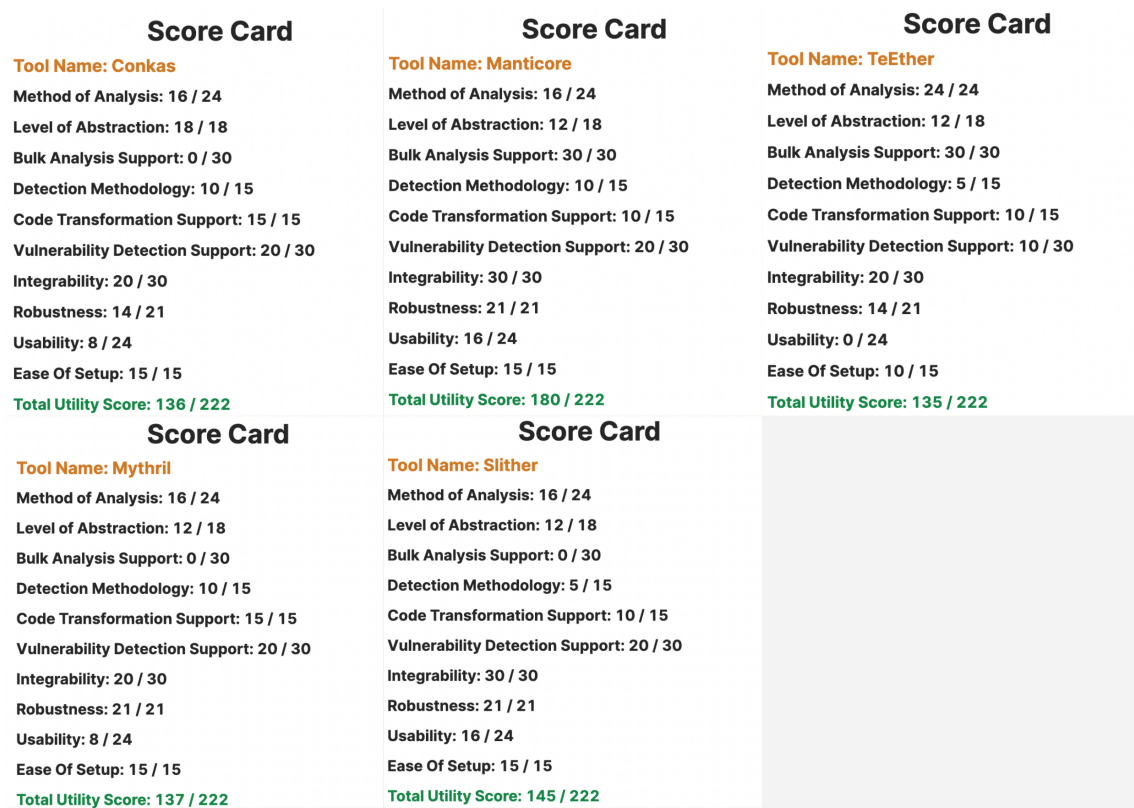 Score Card
Tool Name: Conkas
Method of Analysis: 16 / 24
Level of Abstraction: 18 / 18
Bulk Analysis Support: 0 / 30
Detection Methodology: 10 / 15
Code Transformation Support: 15 / 15
Vulnerability Detection Support: 20 / 30
Integrability: 20 / 30
Robustness: 14 / 21
Usability: 8 / 24
Ease Of Setup: 15 / 15
Total Utility Score: 136 / 222
Score Card
Tool Name: Manticore
Method of Analysis: 16 / 24
Level of Abstraction: 12 / 18
Bulk Analysis Support: 30 / 30
Detection Methodology: 10 / 15
Code Transformation Support: 10 / 15
Vulnerability Detection Support: 20 / 30
Integrability: 30 / 30
Robustness: 21 / 21
Usability: 16 / 24
Ease Of Setup: 15 / 15
Total Utility Score: 180 / 222
Score Card
Tool Name: TeEther
Method of Analysis: 24 / 24
Level of Abstraction: 12 / 18
Bulk Analysis Support: 30 / 30
Detection Methodology: 5 / 15
Code Transformation Support: 10 / 15
Vulnerability Detection Support: 10 / 30
Integrability: 20 / 30
Robustness: 14 / 21
Usability: 0 / 24
Ease Of Setup: 10 / 15
Total Utility Score: 135 / 222
Score Card
Tool Name: Mythril
Method of Analysis: 16 / 24
Level of Abstraction: 12 / 18
Bulk Analysis Support: 0 / 30
Detection Methodology: 10 / 15
Code Transformation Support: 15 / 15
Vulnerability Detection Support: 20 / 30
Integrability: 20 / 30
Robustness: 21 / 21
Usability: 8 / 24
Ease Of Setup: 15 / 15
Total Utility Score: 137 / 222
Score Card
Tool Name: Slither
Method of Analysis: 16 / 24
Level of Abstraction: 12 / 18
Bulk Analysis Support: 0 / 30
Detection Methodology: 5 / 15
Code Transformation Support: 10 / 15
Vulnerability Detection Support: 20 / 30
Integrability: 30 / 30
Robustness: 21 / 21
Usability: 16 / 24
Ease Of Setup: 15 / 15
Total Utility Score: 145 / 222